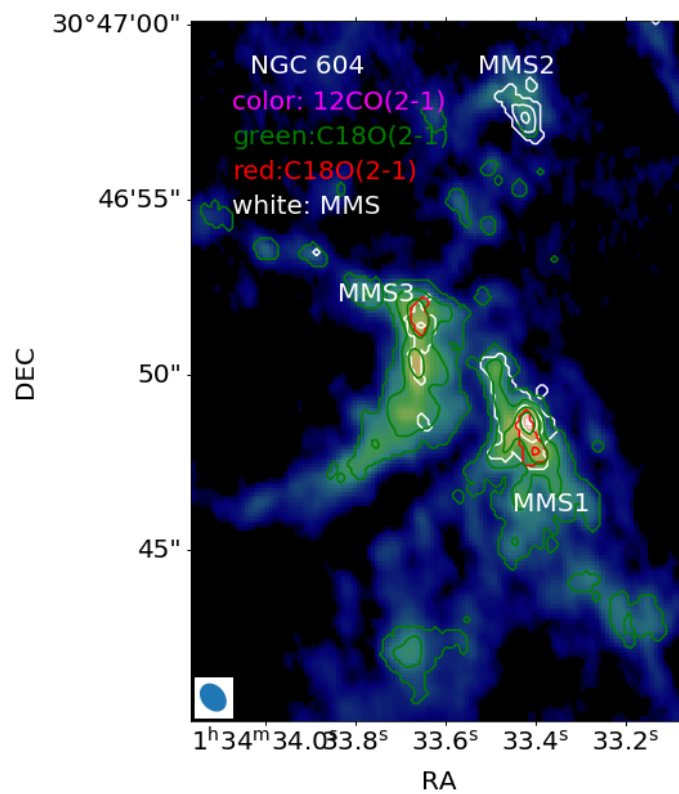 30°47'00"
NGC 604
MMS2
color: 12CO(2-1)
green:C18O(2-1)
red:C18O(2-1)
46'55"
white: MMS
MMS3
50"
MMS1
45"
DEC
1ʰ34ᵐ34.0ˢ 33.8ˢ 33.6ˢ 33.4ˢ 33.2ˢ
RA